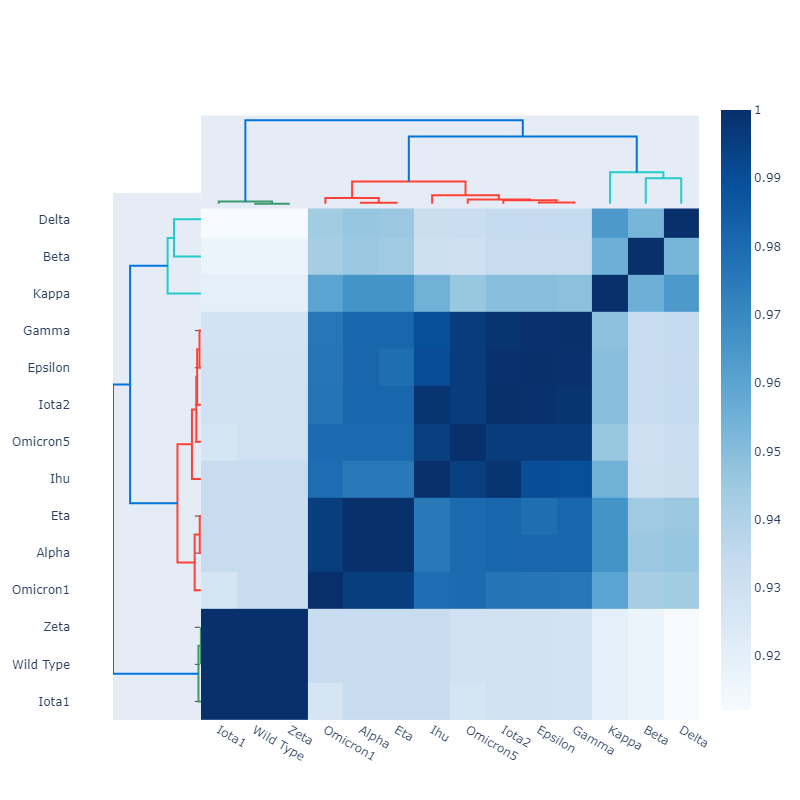 1
0.99
0.98
0.97
0.96
0.95
0.94
0.93
0.92
Delta
Beta
Kappa
Gamma
Epsilon
Iota2
Omicron5
Ihu
Eta
Alpha
Omicron1
Zeta
Wild Type
Iota1
Iota1
Wild Type
Zeta
Omicron1
Alpha
Eta
Ihu
Omicron5
Iota2
Epsilon
Gamma
Kappa
Beta
Delta